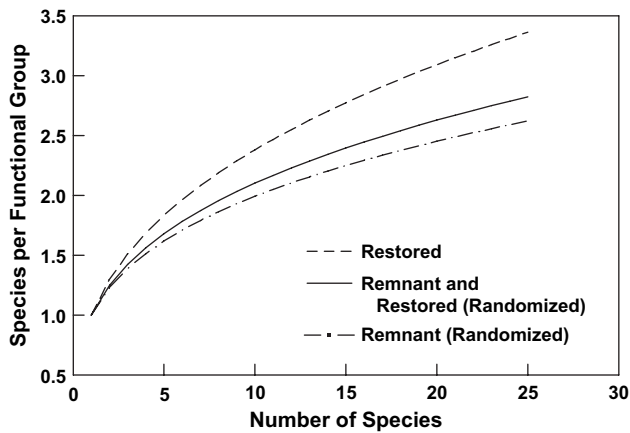 3.5
3.0
2.5
2.0
1.5
1.0
0.5
Species per Functional Group
Restored
Remnant and
Restored (Randomized)
Remnant (Randomized)
0 5 10 15 20 25 30
Number of Species